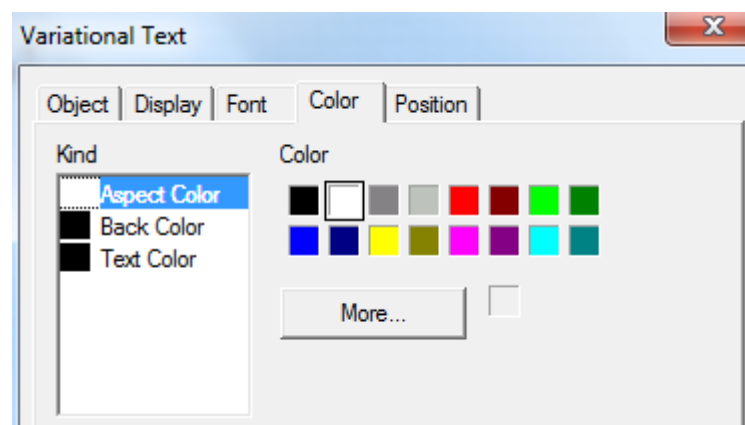 Variational Text
Object Display Font Color Position
Kind Color
Aspect Color
Back Color
Text Color
More...